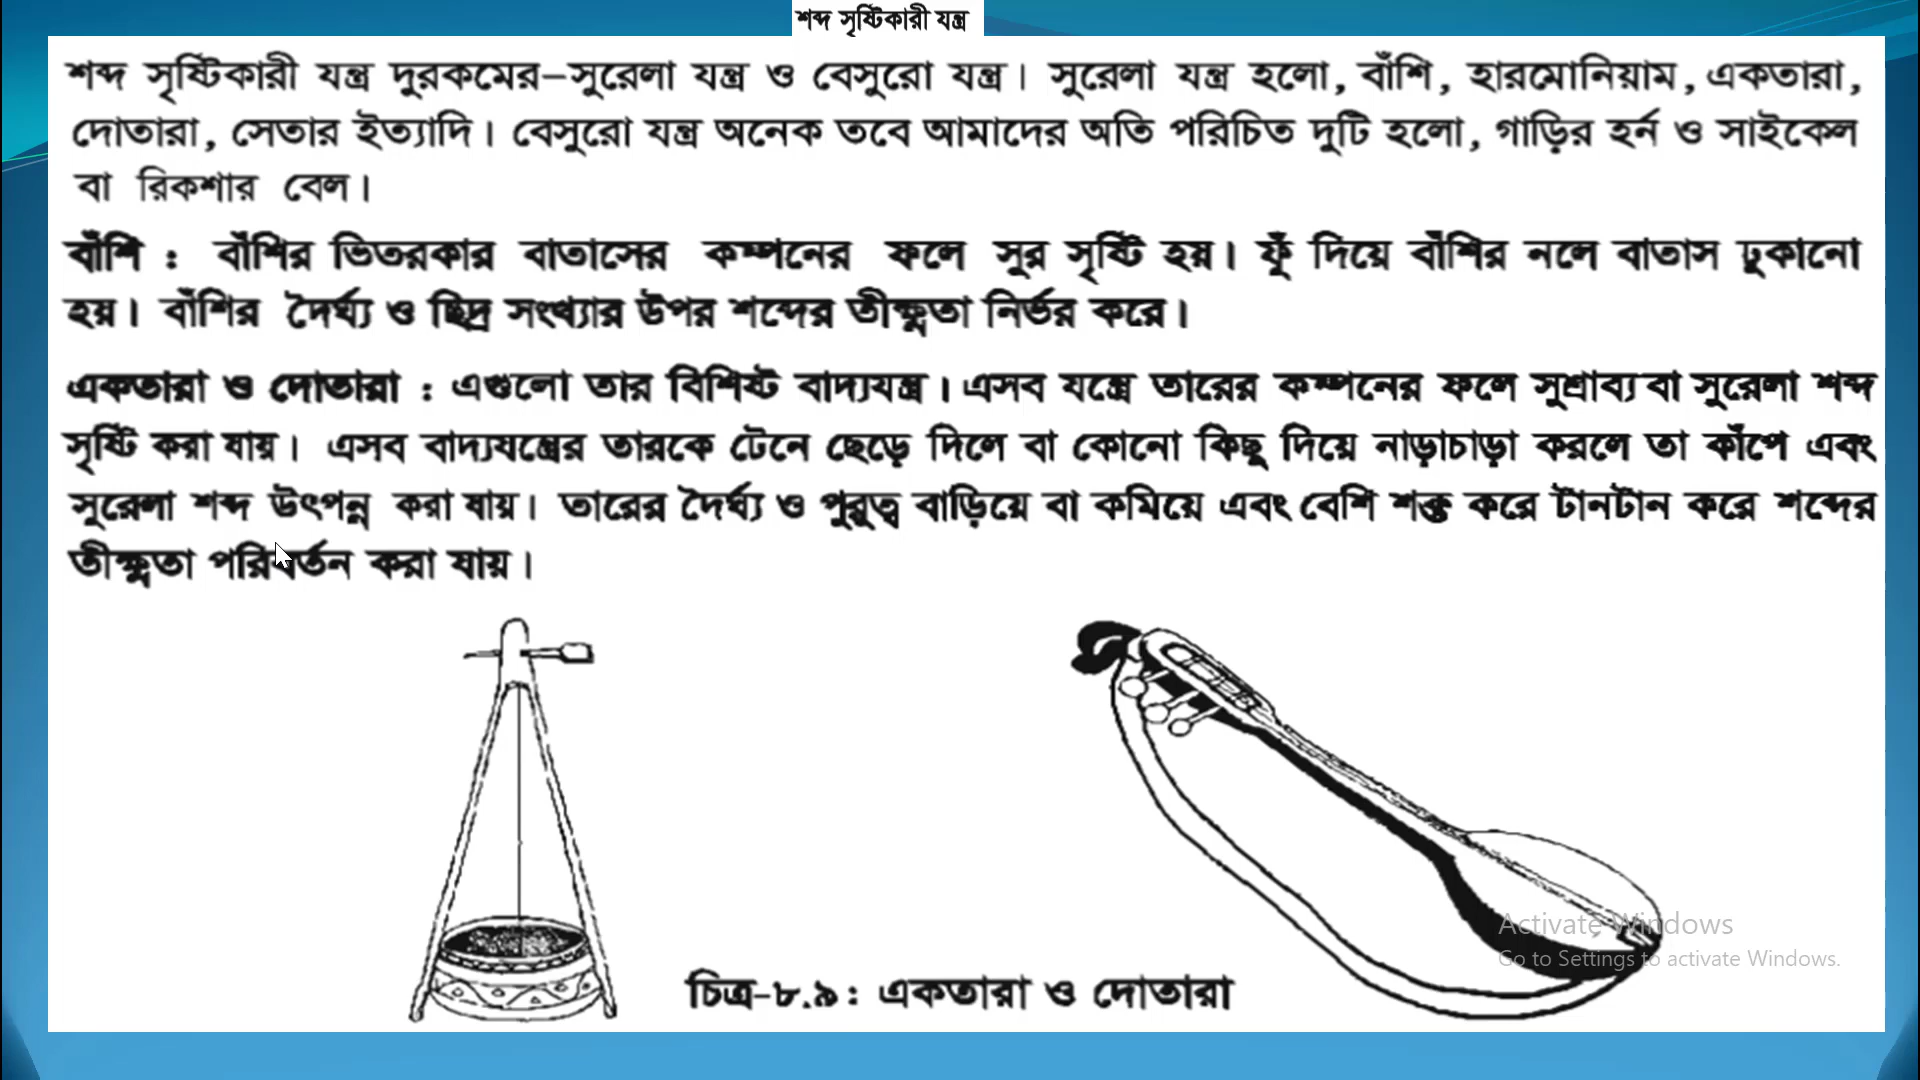 শব্দ সৃষ্টিকারী যন্ত্র
শব্দ সৃষ্টিকারী যন্ত্র দুরকমের–সুরেলা যন্ত্র ও বেসুরো যন্ত্র। সুরেলা যন্ত্র হলো, বাঁশি, হারমোনিয়াম, একতারা,
দোতারা, সেতার ইত্যাদি। বেসুরো যন্ত্র অনেক তবে আমাদের অতি পরিচিত দুটি হলো, গাড়ির হর্ন ও সাইকেল
বা রিকশার বেল।
বাঁশি : বাঁশির ভিতরকার বাতাসের কম্পনের ফলে সুর সৃষ্টি হয়। ফুঁ দিয়ে বাঁশির নলে বাতাস ঢুকানো
হয়। বাঁশির দৈর্ঘ্য ও ছিদ্র সংখ্যার উপর শব্দের তীক্ষ্ণতা নির্ভর করে।
একতারা ও দোতারা : এগুলো তার বিশিষ্ট বাদ্যযন্ত্র। এসব যন্ত্রে তারের কম্পনের ফলে সুশ্রাব্য বা সুরেলা শব্দ
সৃষ্টি করা যায়। এসব বাদ্যযন্ত্রের তারকে টেনে ছেড়ে দিলে বা কোনো কিছু দিয়ে নাড়াচাড়া করলে তা কাঁপে এবং
সুরেলা শব্দ উৎপন্ন করা যায়। তারের দৈর্ঘ্য ও পুরুত্ব বাড়িয়ে বা কমিয়ে এবং বেশি শক্ত করে টানটান করে শব্দের
তীক্ষ্ণতা পরিবর্তন করা যায়।
চিত্র-৮.৯ : একতারা ও দোতারা
Activate Windows
Go to Settings to activate Windows.